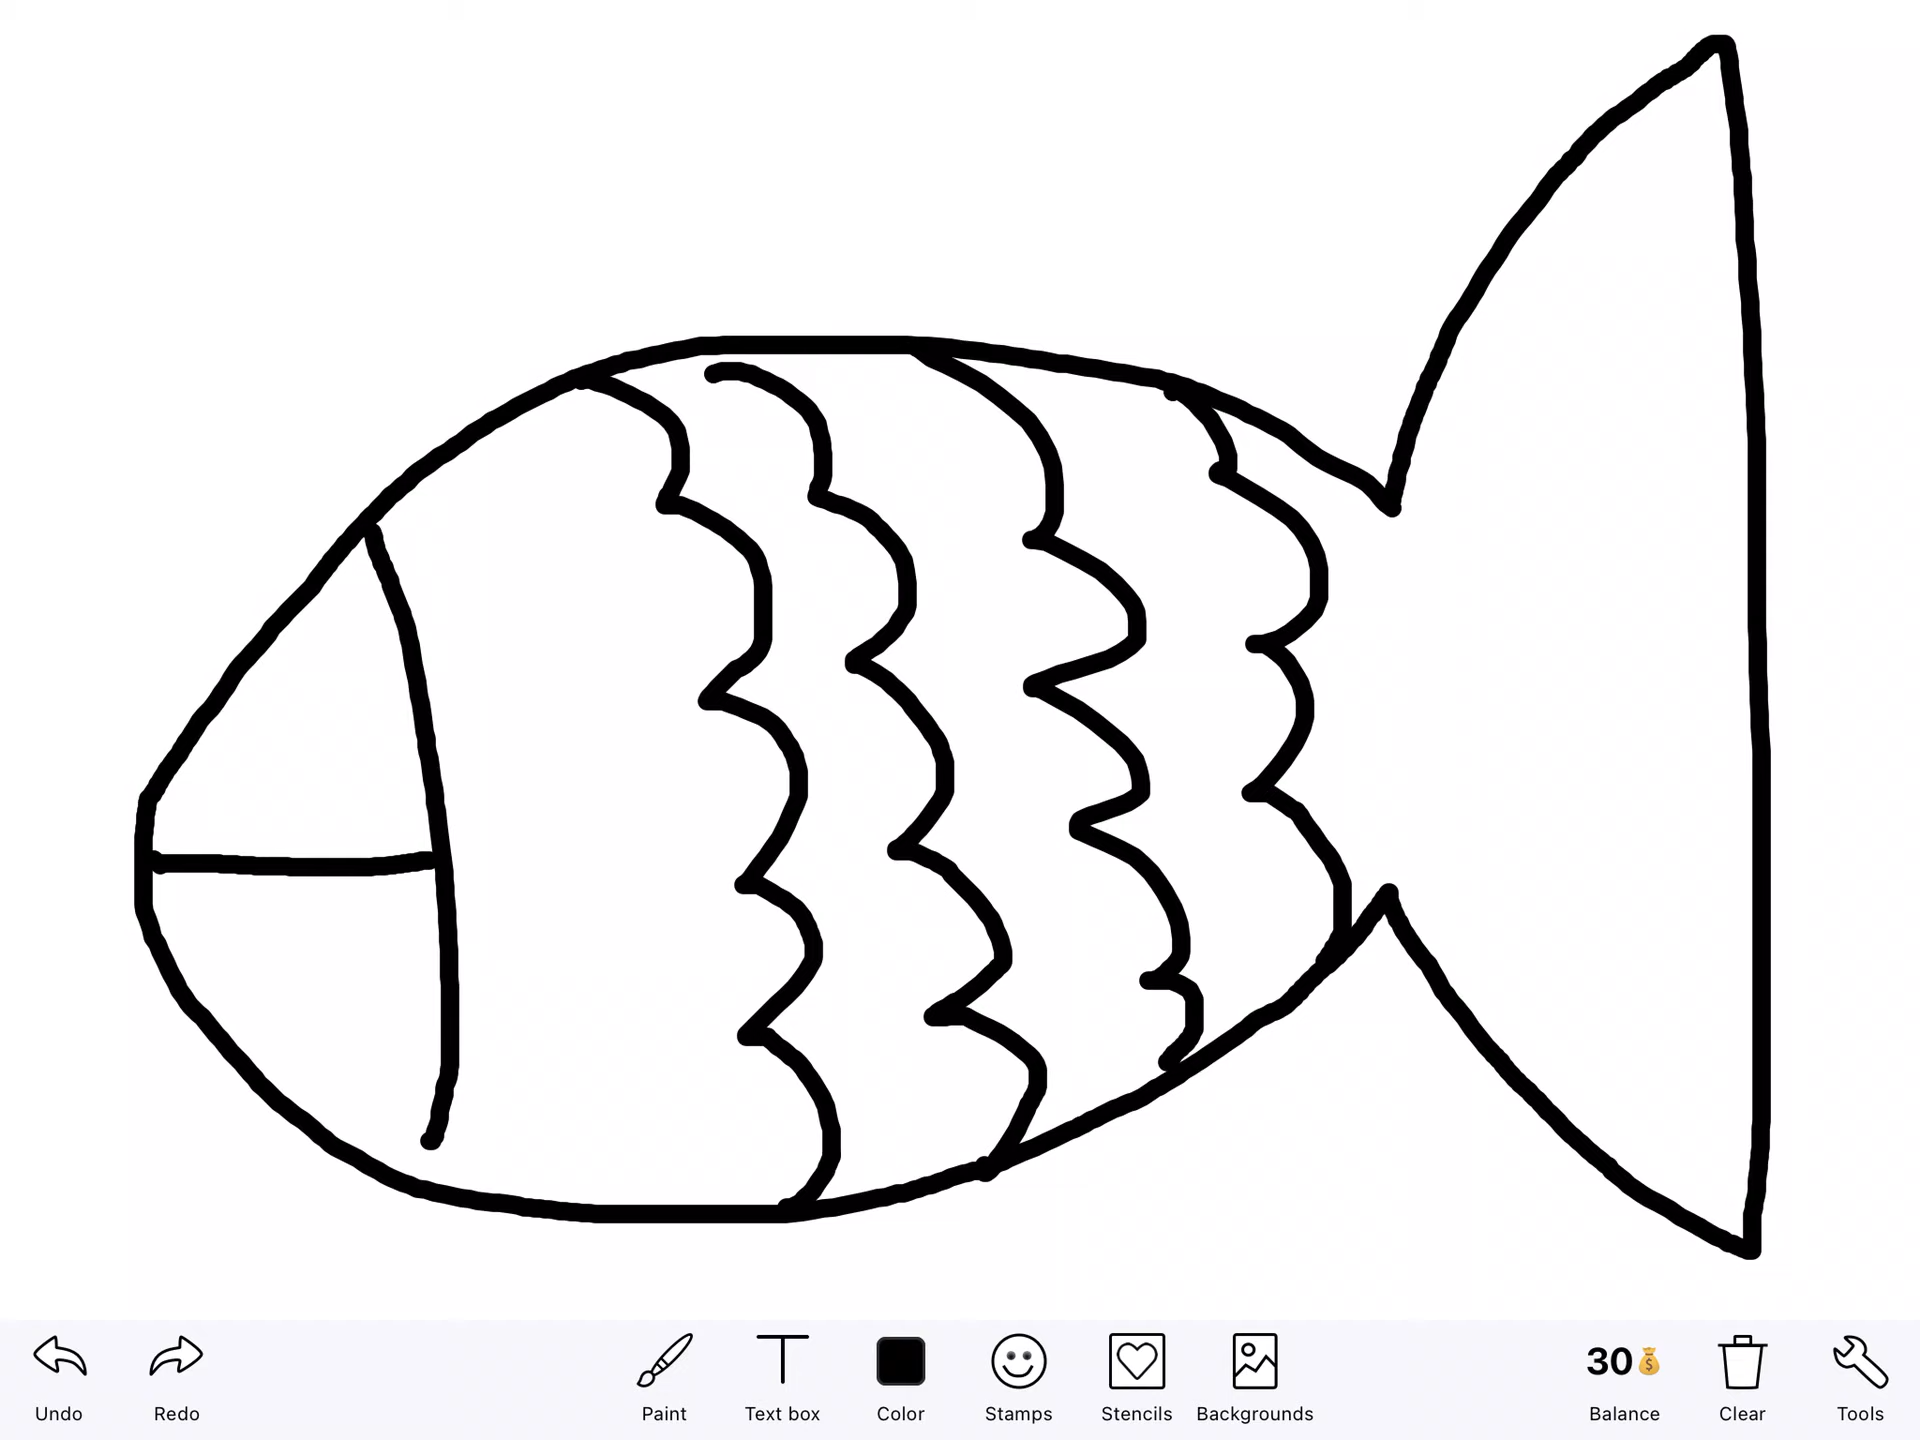 Undo
Redo
Paint
Text box
Color
Stamps
Stencils
Backgrounds
30
Balance
Clear
Tools